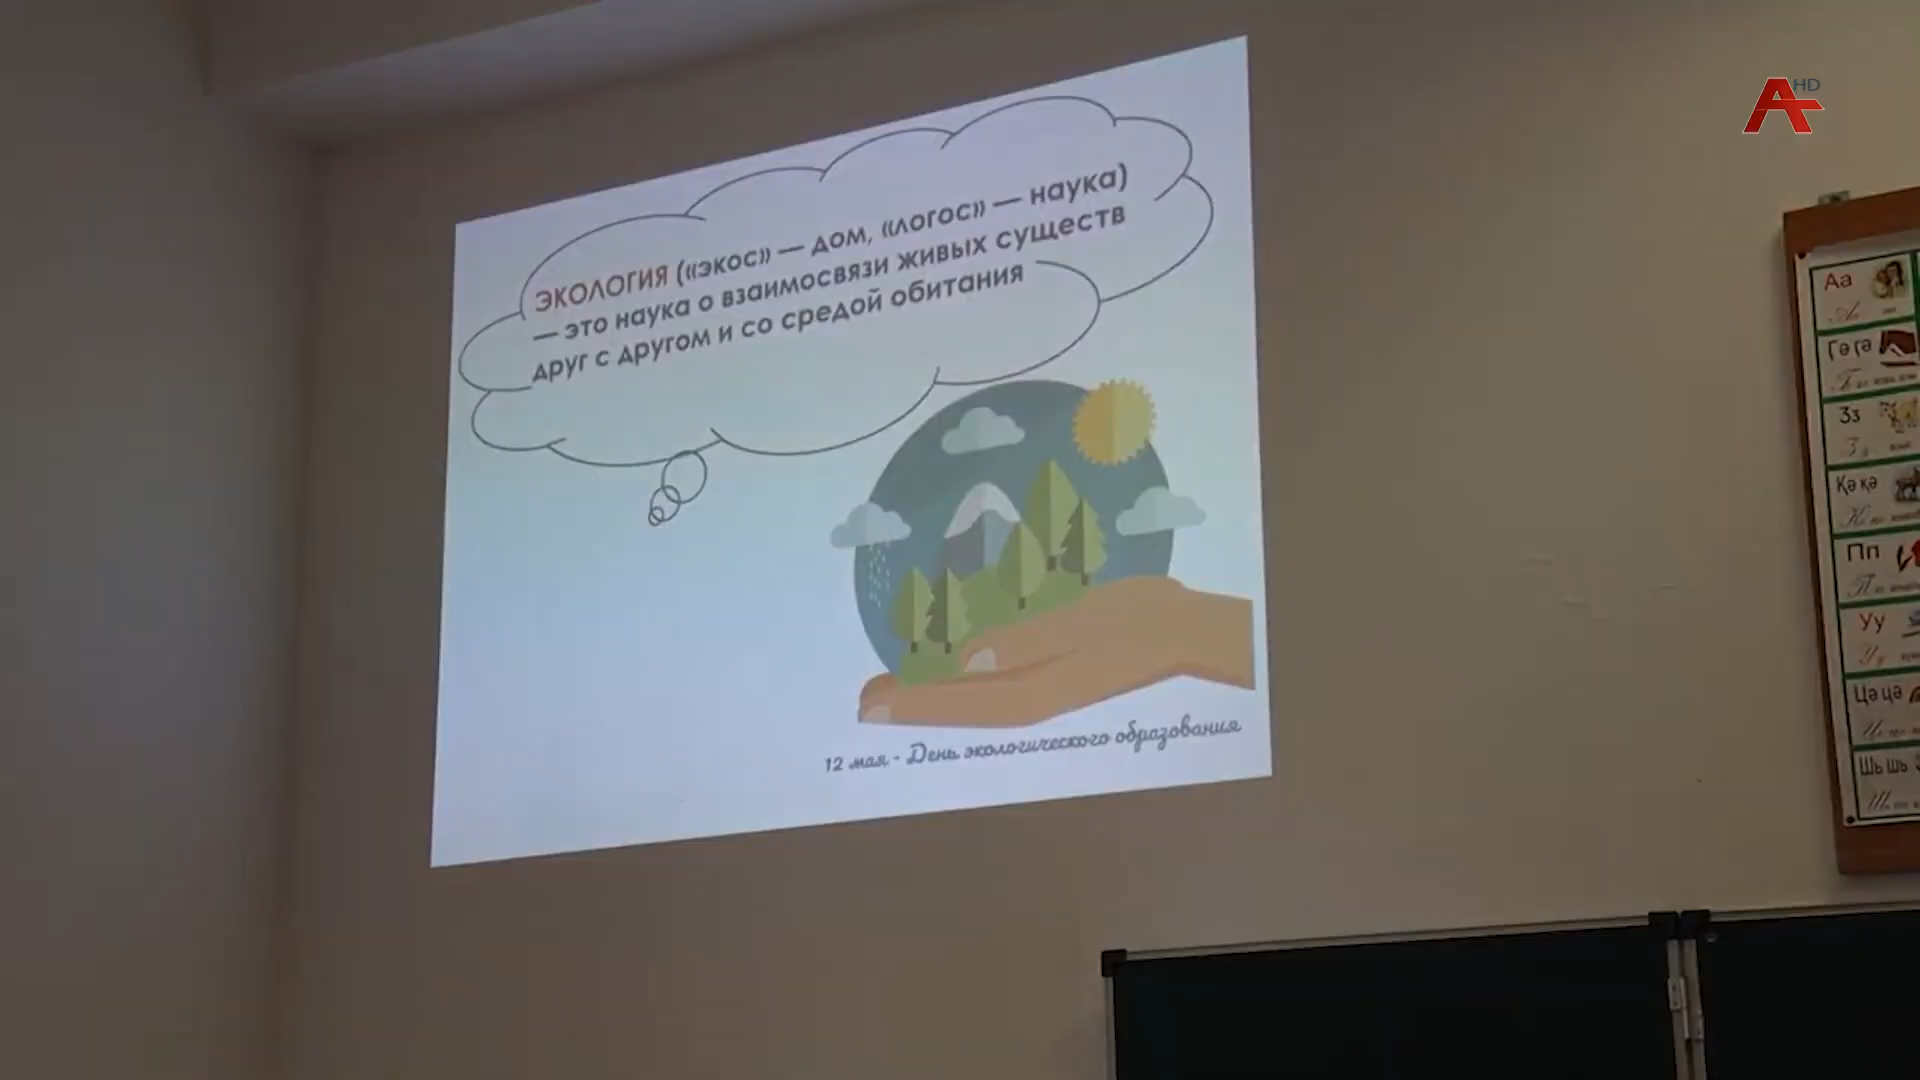 ЭКОЛОГИЯ («экос» — дом, «логос» — наука)
— это наука о взаимосвязи живых существ
друг с другом и со средой обитания
12 мая - День экологического образования
HD
Аа
Гә гә
Зз
Қә қә
Пп
Уу
Цә цә
Шь шь